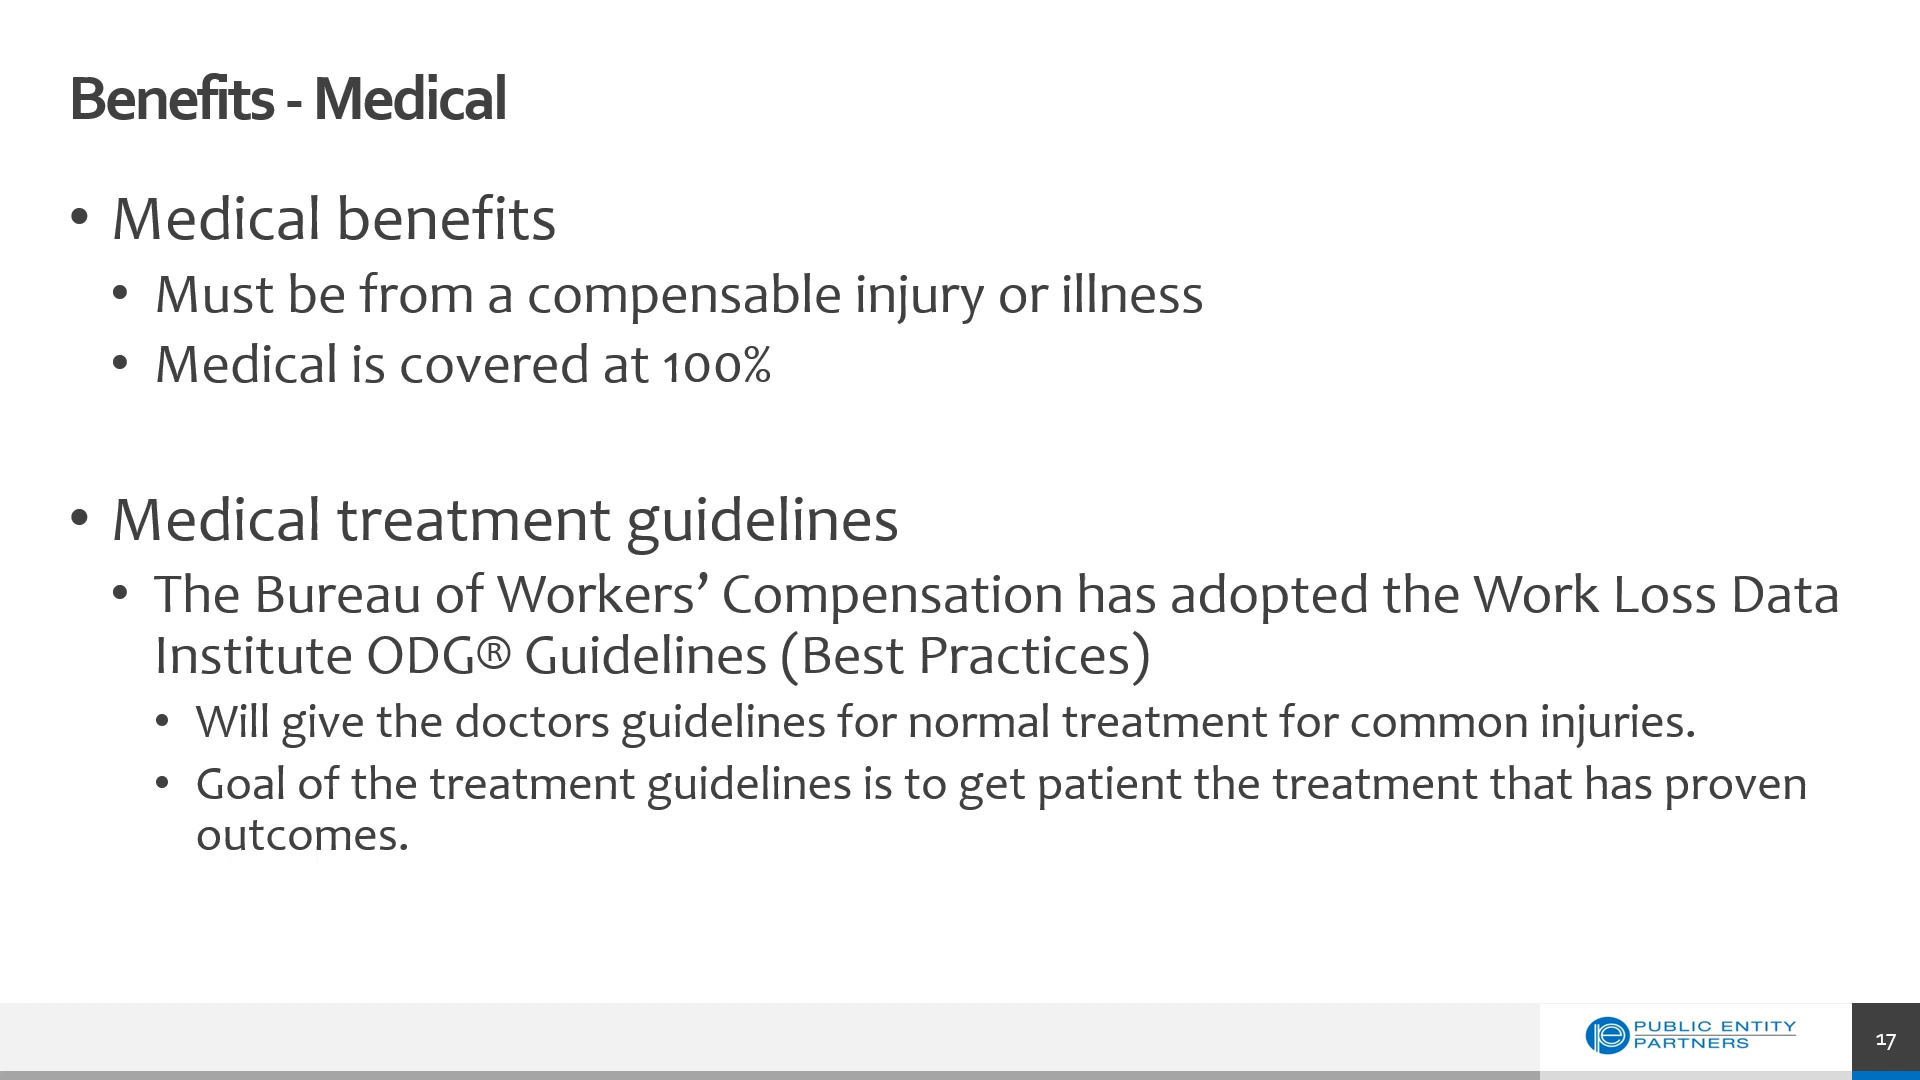 Benefits - Medical
• Medical benefits
• Must be from a compensable injury or illness
• Medical is covered at 100%
• Medical treatment guidelines
• The Bureau of Workers’ Compensation has adopted the Work Loss Data
Institute ODG® Guidelines (Best Practices)
• Will give the doctors guidelines for normal treatment for common injuries.
• Goal of the treatment guidelines is to get patient the treatment that has proven
outcomes.
pe PUBLIC ENTITY
PARTNERS
17